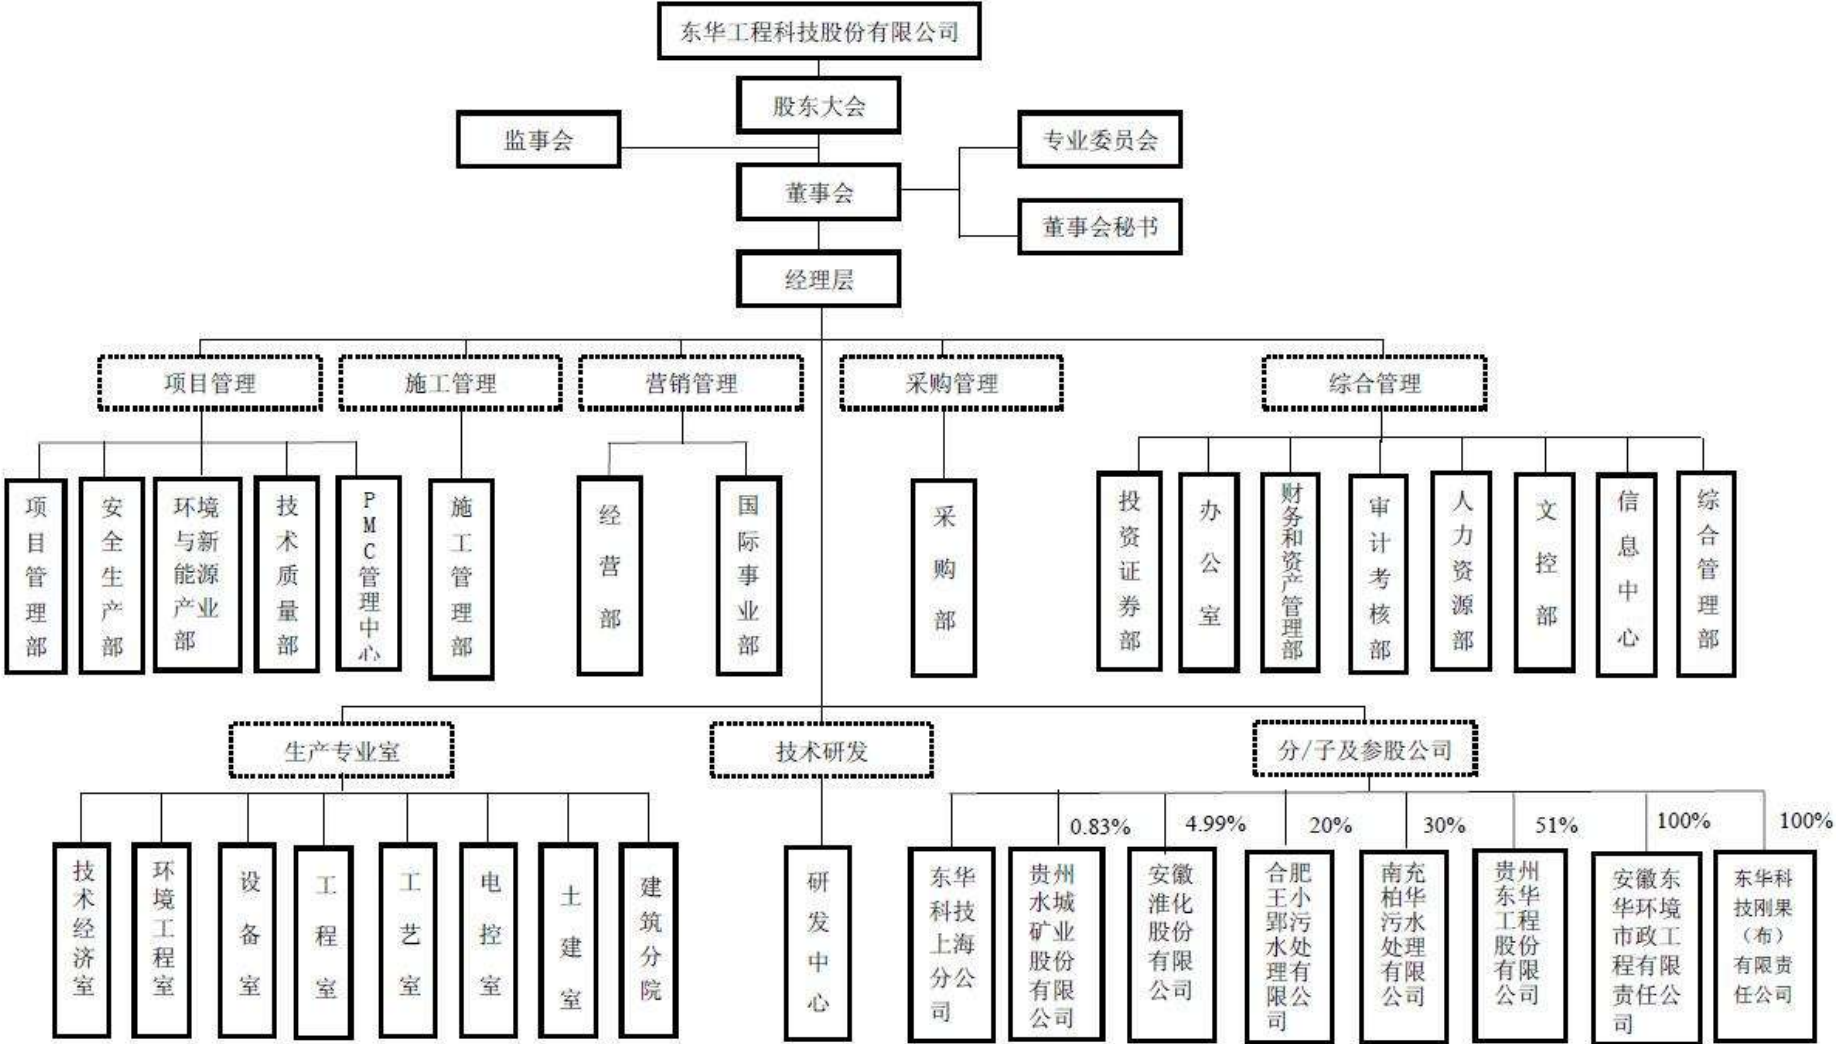 东华工程科技股份有限公司
股东大会
监事会
专业委员会
董事会
董事会秘书
经理层
项目管理
施工管理
营销管理
采购管理
综合管理
项目管理部
安全生产部
环境
与新
能源
产业
部
技术质量部
PMC管理中心
施工管理部
经营部
国际事业部
采购部
投资证券部
办公室
财务和资产管理部
审计考核部
人力资源部
文控部
信息中心
综合管理部
生产专业室
技术研发
分/子及参股公司
0.83%
4.99%
20%
30%
51%
100%
100%
技术经济室
环境工程室
设备室
工程室
工艺室
电控室
土建室
建筑分院
研发中心
东华
科技
上海
分公
司
贵州
水城
矿业
股份
有限
公司
安徽
淮化
股份
有限
公司
合肥
王小
郢污
水处
理有
限公
司
南充
柏华
污水
处理
有限
公司
贵州
东华
工程
股份
有限
公司
安徽东
华环境
市政工
程有限
责任公
司
东华科
技刚果
（布）
有限责
任公司